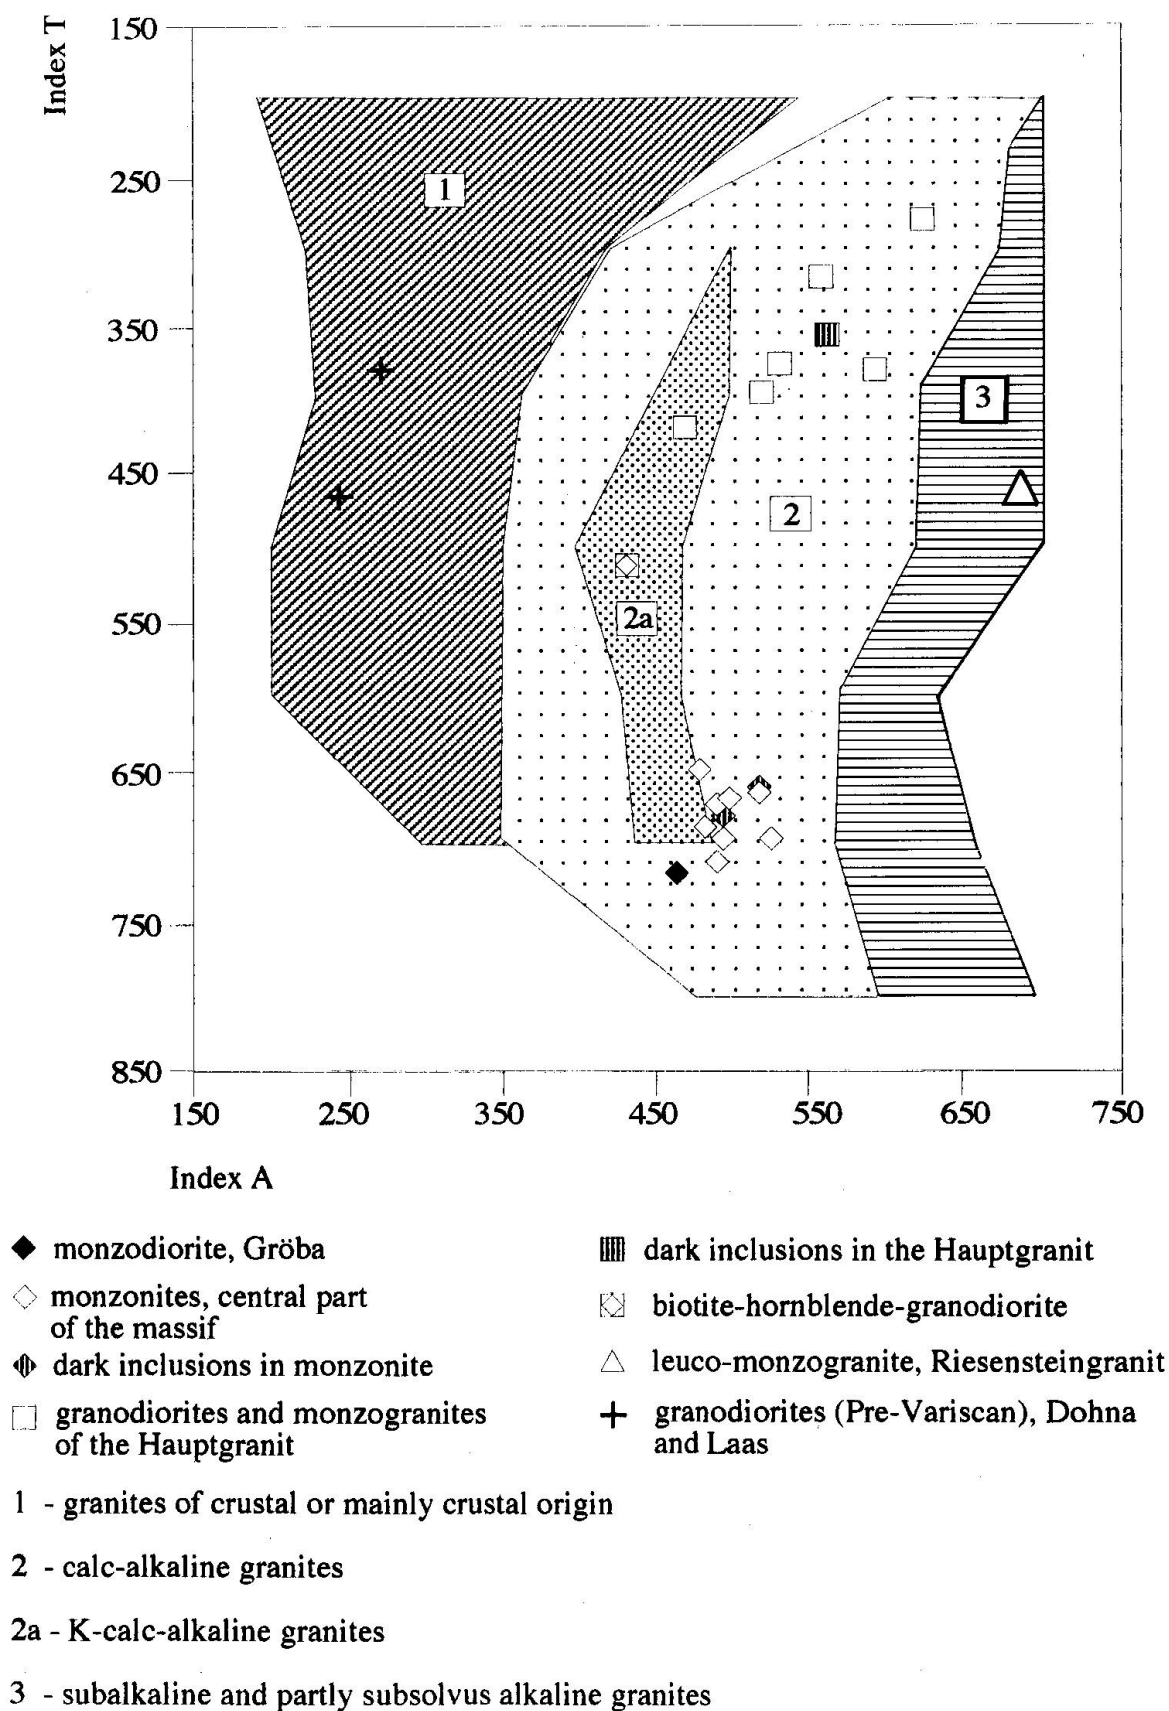 Index T
150
250
350
450
550
650
750
850
1
2
2a
3
150 250 350 450 550 650 750
Index A
monzodiorite, Gröba
monzonites, central part
of the massif
dark inclusions in monzonite
granodiorites and monzogranites
of the Hauptgranit
dark inclusions in the Hauptgranit
biotite-hornblende-granodiorite
leuco-monzogranite, Riesensteingranit
granodiorites (Pre-Variscan), Dohna
and Laas
1 - granites of crustal or mainly crustal origin
2 - calc-alkaline granites
2a - K-calc-alkaline granites
3 - subalkaline and partly subsolvus alkaline granites